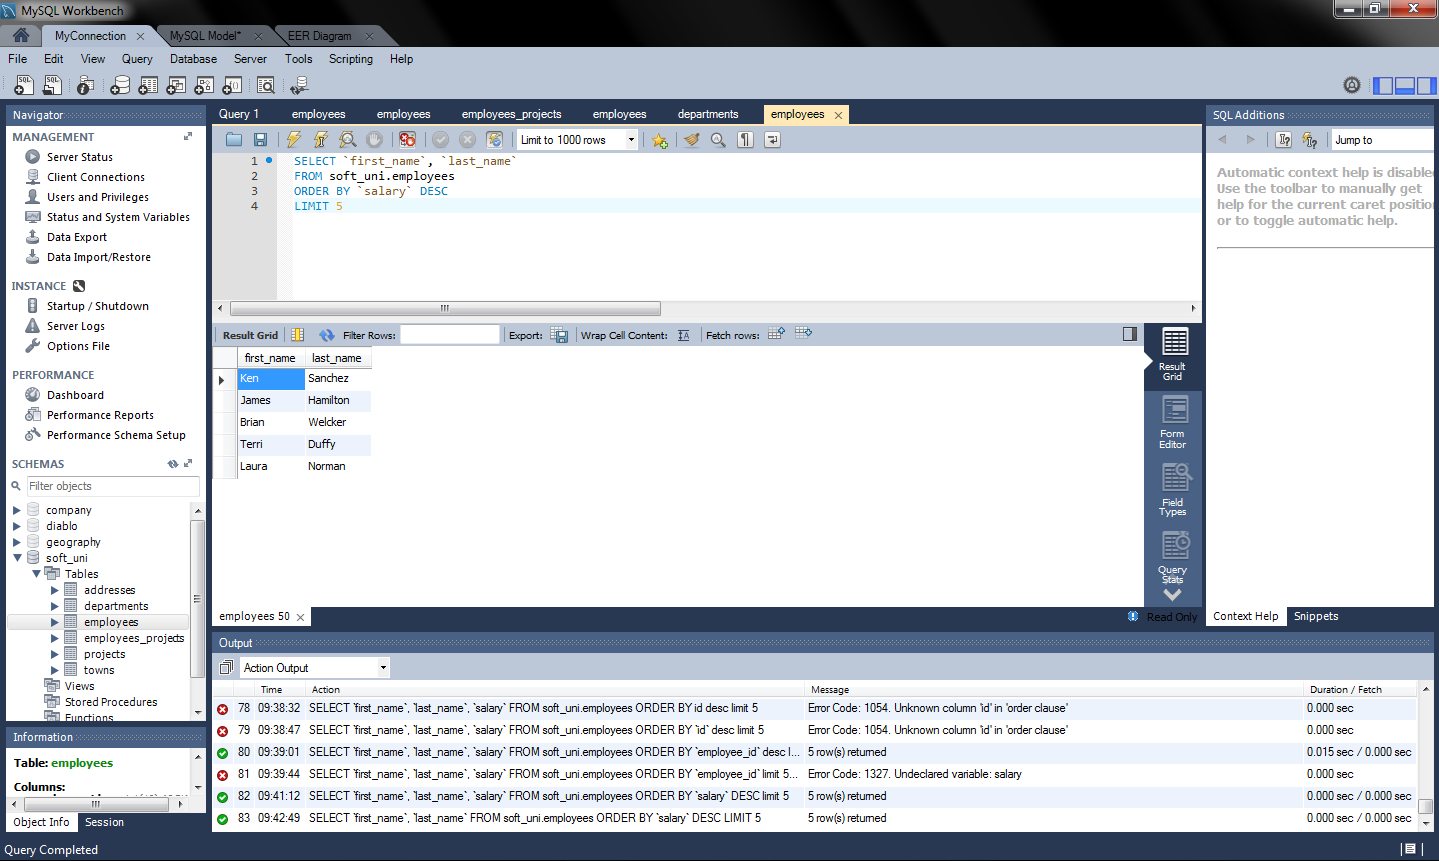 MySQL Workbench
MyConnection
MySQL Model*
EER Diagram
File Edit View Query Database Server Tools Scripting Help
Navigator
MANAGEMENT
Server Status
Client Connections
Users and Privileges
Status and System Variables
Data Export
Data Import/Restore
INSTANCE
Startup / Shutdown
Server Logs
Options File
PERFORMANCE
Dashboard
Performance Reports
Performance Schema Setup
SCHEMAS
Filter objects
company
diablo
geography
soft_uni
Tables
addresses
departments
employees
employees_projects
projects
towns
Views
Stored Procedures
Functions
Information
Table: employees
Columns:
Object Info Session
Query Completed
Query 1 employees employees employees_projects employees departments employees
Limit to 1000 rows
1 SELECT `first_name`, `last_name`
2 FROM soft_uni.employees
3 ORDER BY `salary` DESC
4 LIMIT 5
Result Grid Filter Rows: Export: Wrap Cell Content: Fetch rows:
first_name last_name
Ken Sanchez
James Hamilton
Brian Welcker
Terri Duffy
Laura Norman
Result
Grid
Form
Editor
Field
Types
Query
Stats
employees 50
Read Only
SQL Additions
Jump to
Automatic context help is disabled
Use the toolbar to manually get
help for the current caret position
or to toggle automatic help.
Context Help Snippets
Output
Action Output
Time Action Message Duration / Fetch
78 09:38:32 SELECT `first_name`, `last_name`, `salary` FROM soft_uni.employees ORDER BY id desc limit 5 Error Code: 1054. Unknown column 'id' in 'order clause' 0.000 sec
79 09:38:47 SELECT `first_name`, `last_name`, `salary` FROM soft_uni.employees ORDER BY `id` desc limit 5 Error Code: 1054. Unknown column 'id' in 'order clause' 0.000 sec
80 09:39:01 SELECT `first_name`, `last_name`, `salary` FROM soft_uni.employees ORDER BY `employee_id` desc l... 5 row(s) returned 0.015 sec / 0.000 sec
81 09:39:44 SELECT `first_name`, `last_name`, `salary` FROM soft_uni.employees ORDER BY `employee_id` limit 5... Error Code: 1327. Undeclared variable: salary 0.000 sec
82 09:41:12 SELECT `first_name`, `last_name`, `salary` FROM soft_uni.employees ORDER BY `salary` DESC limit 5 5 row(s) returned 0.000 sec / 0.000 sec
83 09:42:49 SELECT `first_name`, `last_name` FROM soft_uni.employees ORDER BY `salary` DESC LIMIT 5 5 row(s) returned 0.000 sec / 0.000 sec